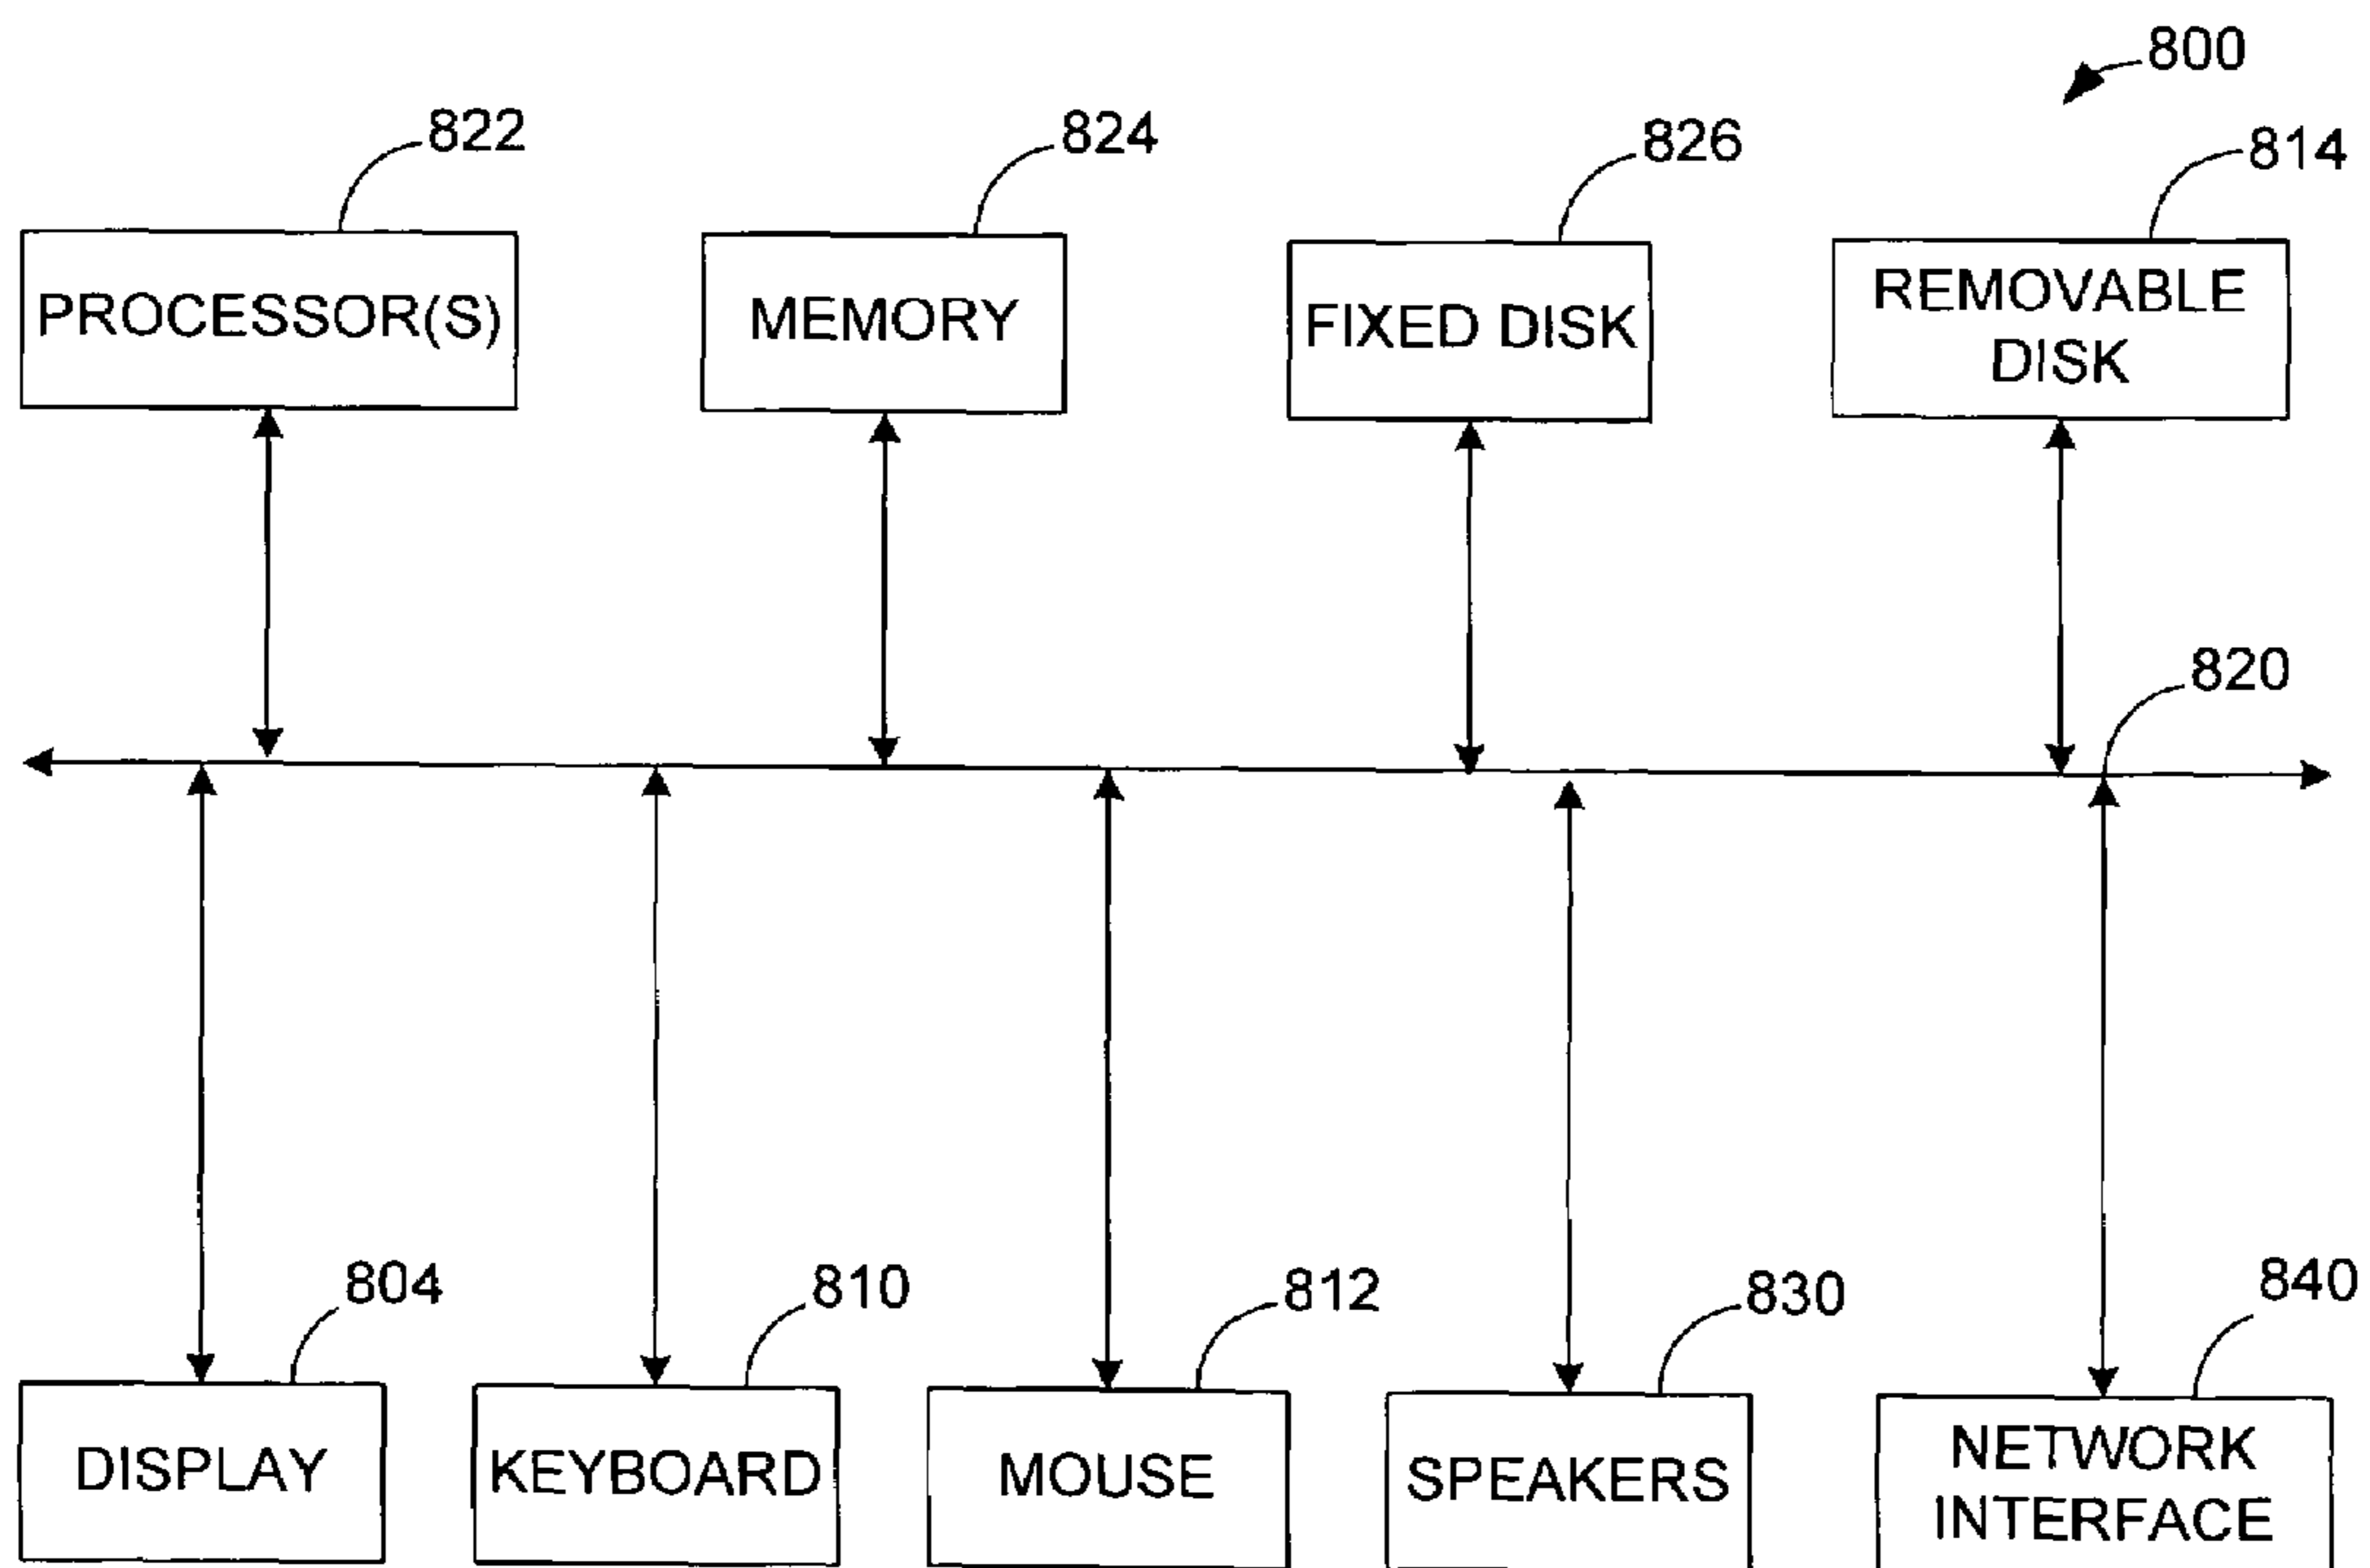 800
822
824
826
814
PROCESSOR(S)
MEMORY
FIXED DISK
REMOVABLE
DISK
820
804
810
812
830
840
DISPLAY
KEYBOARD
MOUSE
SPEAKERS
NETWORK
INTERFACE